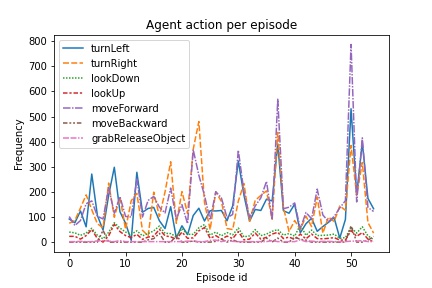 Agent action per episode
800
700
600
500
400
300
200
100
0
Frequency
turnLeft
turnRight
lookDown
lookUp
moveForward
moveBackward
grabReleaseObject
0 10 20 30 40 50
Episode id